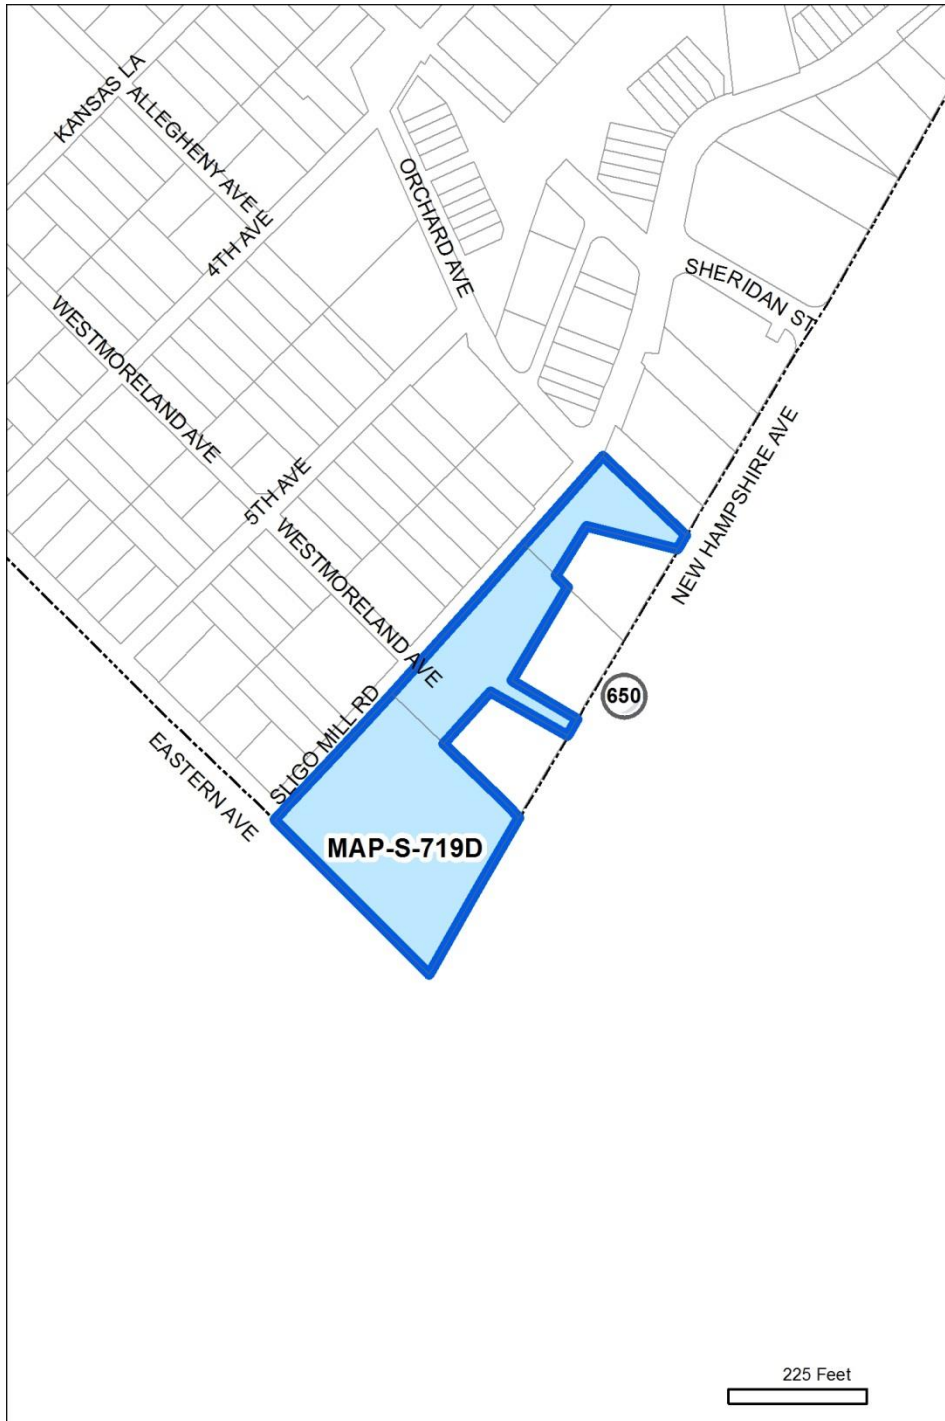 KANSAS LA
ALLEGHENY AVE E
4TH AVE
ORCHARD AVE
SHERIDAN ST
WESTMORELAND AVE
5TH AVE
NEW HAMPSHIRE AVE
WESTMORELAND AVE
650
SLIGO MILL RD
EASTERN AVE
MAP-S-719D
225 Feet